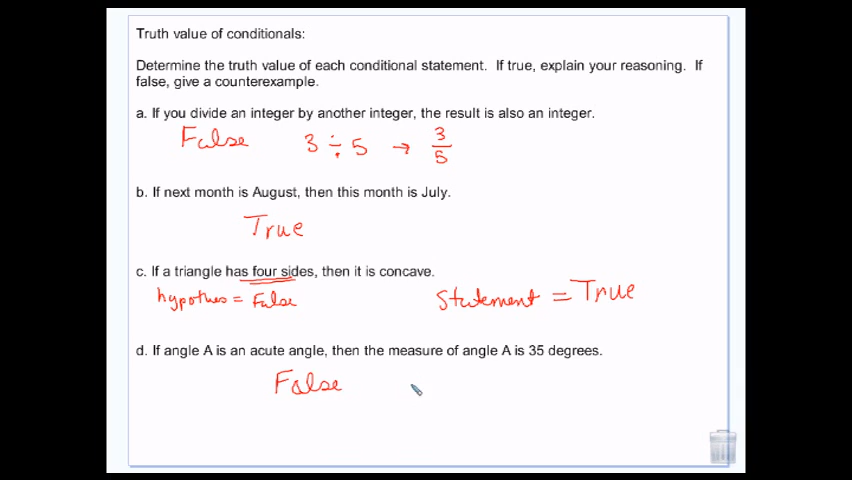 Truth value of conditionals:
Determine the truth value of each conditional statement. If true, explain your reasoning. If
false, give a counterexample.
a. If you divide an integer by another integer, the result is also an integer.
False 3 ÷ 5 → 3/5
b. If next month is August, then this month is July.
True
c. If a triangle has four sides, then it is concave.
hypothes = False Statement = True
d. If angle A is an acute angle, then the measure of angle A is 35 degrees.
False